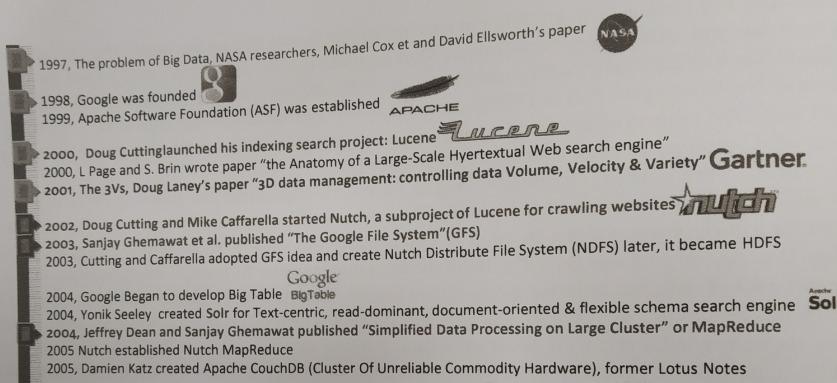 1997, The problem of Big Data, NASA researchers, Michael Cox et and David Ellsworth's paper NASA
1998, Google was founded g
1999, Apache Software Foundation (ASF) was established APACHE
2000, Doug Cuttinglaunched his indexing search project: Lucene Lucene
2000, L Page and S. Brin wrote paper "the Anatomy of a Large-Scale Hyertextual Web search engine"
2001, The 3Vs, Doug Laney's paper "3D data management: controlling data Volume, Velocity & Variety" Gartner.
2002, Doug Cutting and Mike Caffarella started Nutch, a subproject of Lucene for crawling websites nutch
2003, Sanjay Ghemawat et al. published "The Google File System"(GFS)
2003, Cutting and Caffarella adopted GFS idea and create Nutch Distribute File System (NDFS) later, it became HDFS
Google
2004, Google Began to develop Big Table BigTable
Apache
2004, Yonik Seeley created Solr for Text-centric, read-dominant, document-oriented & flexible schema search engine Sol
2004, Jeffrey Dean and Sanjay Ghemawat published "Simplified Data Processing on Large Cluster" or MapReduce
2005 Nutch established Nutch MapReduce
2005, Damien Katz created Apache CouchDB (Cluster Of Unreliable Commodity Hardware), former Lotus Notes